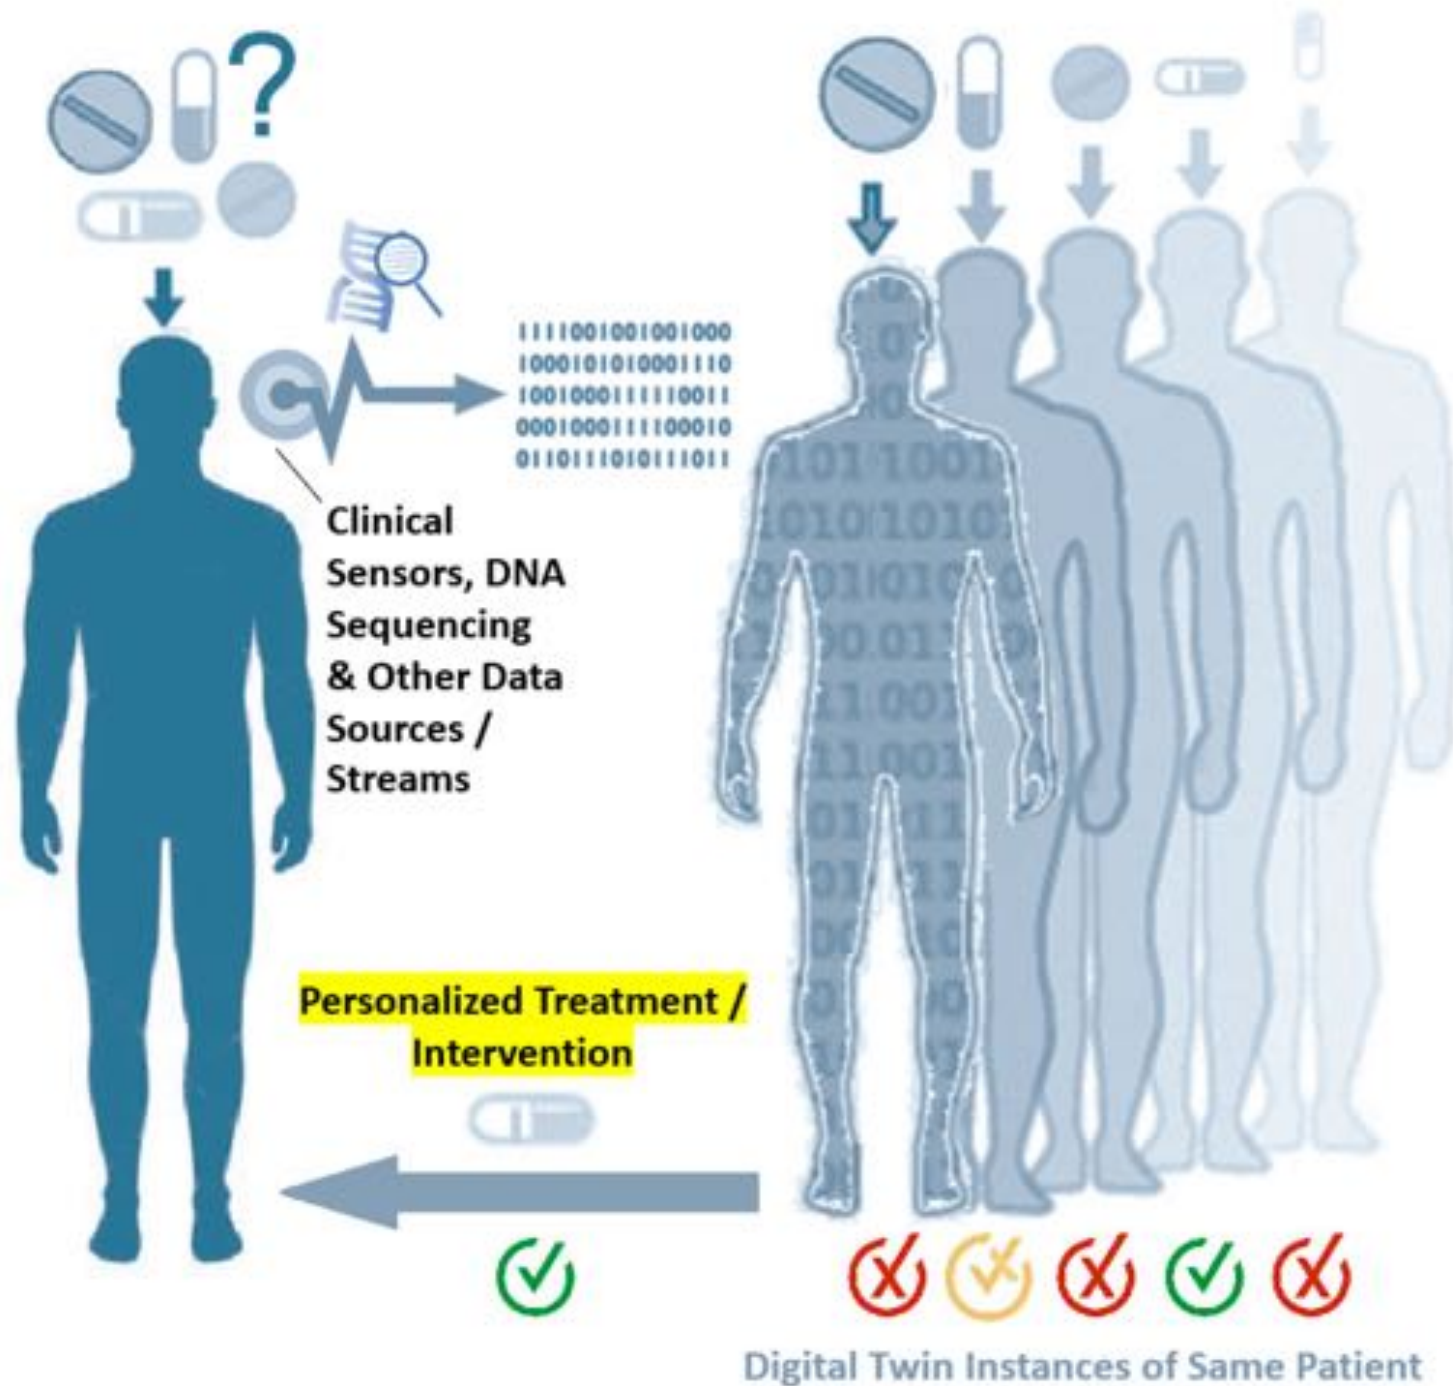 ?
1111001001001000
1000101010001110
1001000111110011
0001000111100010
0110111010111011
Clinical
Sensors, DNA
Sequencing
& Other Data
Sources /
Streams
Personalized Treatment /
Intervention
Digital Twin Instances of Same Patient